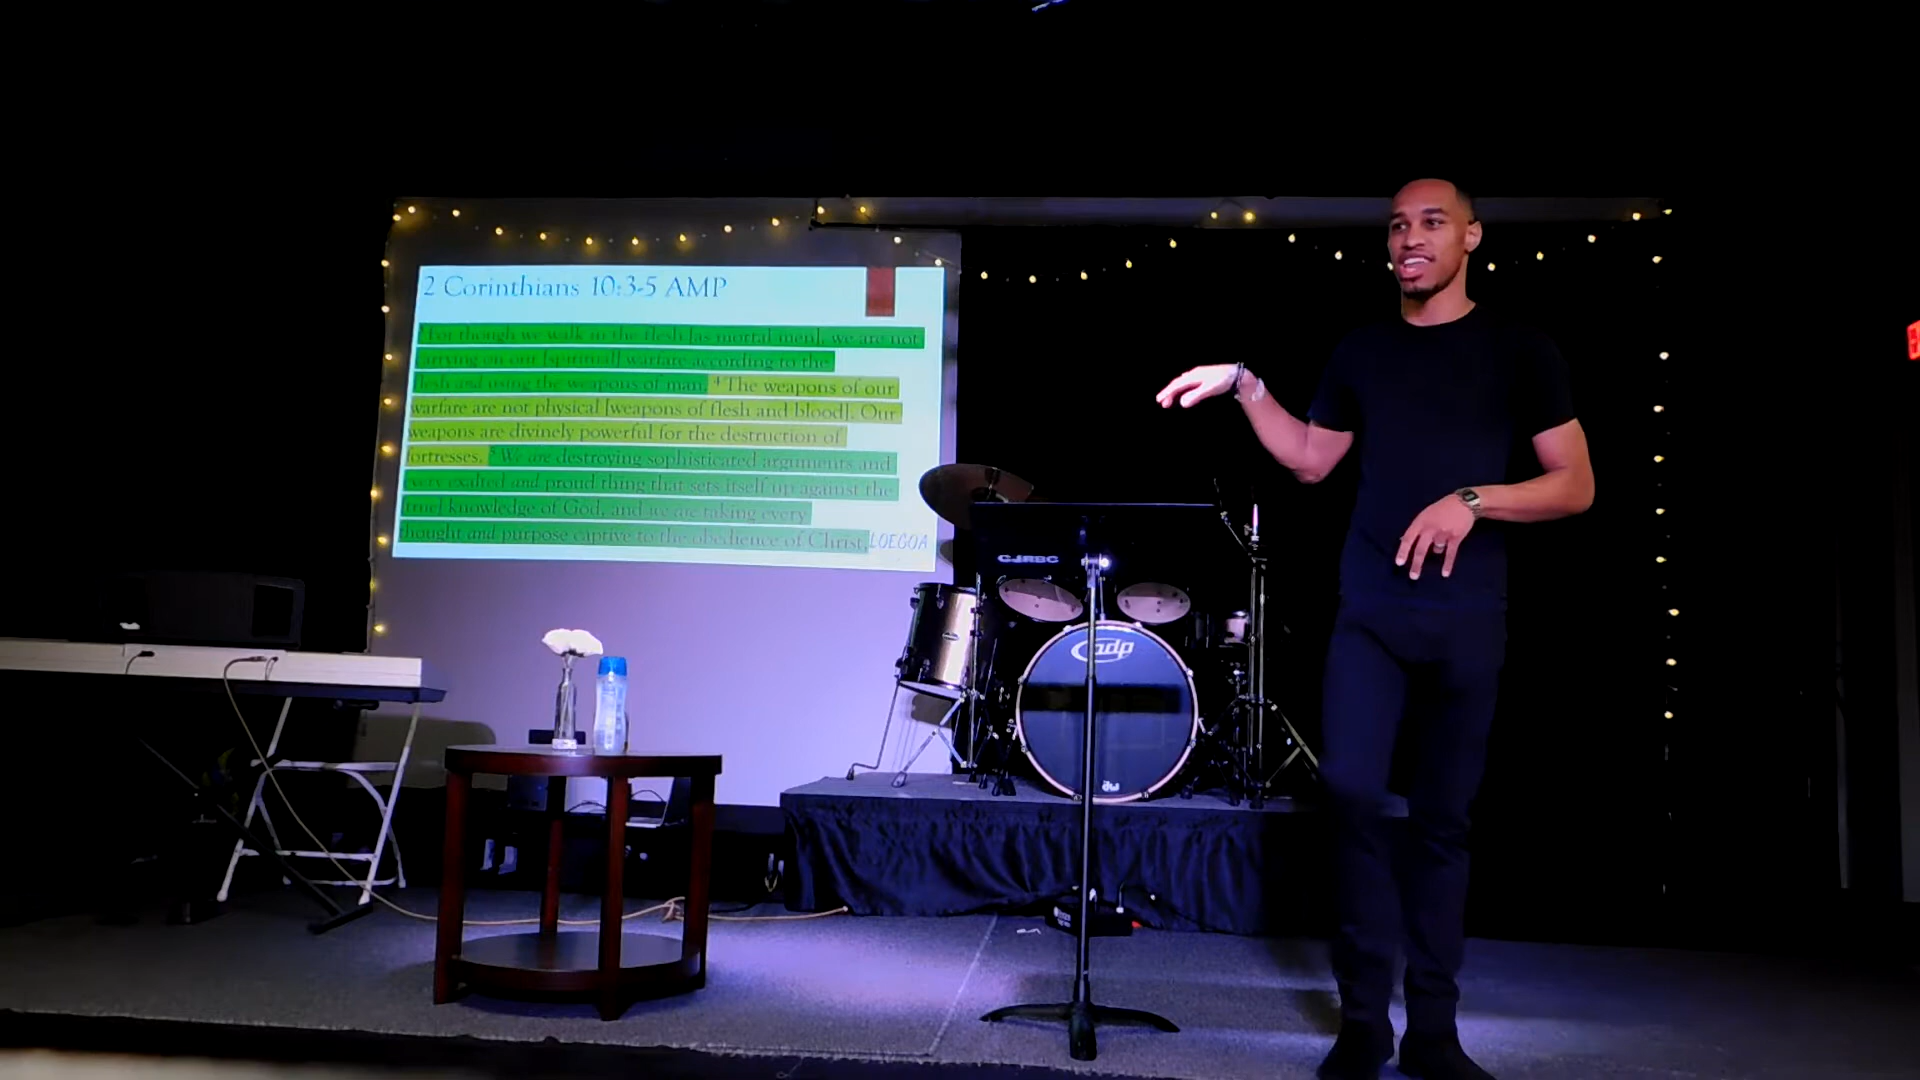 2 Corinthians 10:3-5 AMP
³ For though we walk in the flesh [as mortal men], we are not
carrying on our [spiritual] warfare according to the
flesh and using the weapons of man. ⁴ The weapons of our
warfare are not physical [weapons of flesh and blood]. Our
weapons are divinely powerful for the destruction of
fortresses. ⁵ We are destroying sophisticated arguments and
every exalted and proud thing that sets itself up against the
[true] knowledge of God, and we are taking every
thought and purpose captive to the obedience of Christ,
LOEGOA
CJRBC
pdp
dw